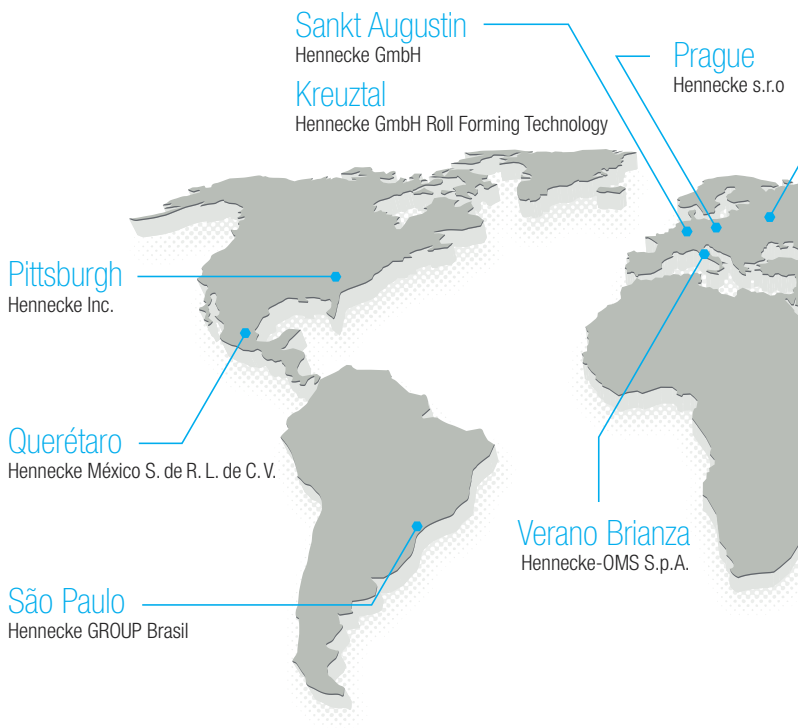 Sankt Augustin
Hennecke GmbH
Kreuztal
Hennecke GmbH Roll Forming Technology
Prague
Hennecke s.r.o
Pittsburgh
Hennecke Inc.
Querétaro
Hennecke México S. de R. L. de C. V.
Verano Brianza
Hennecke-OMS S.p.A.
São Paulo
Hennecke GROUP Brasil